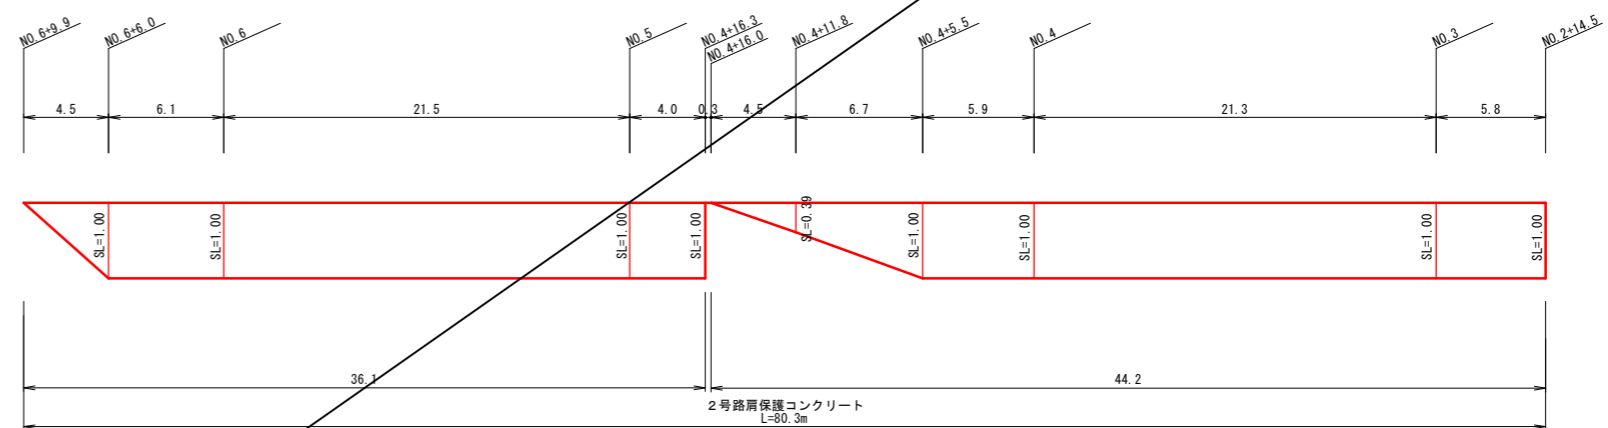 NO.6+9.9
NO.6+6.0
NO.6
NO.5
NO.4+16.3
NO.4+16.0
NO.4+11.8
NO.4+5.5
NO.4
NO.3
NO.2+14.5
4.5
6.1
21.5
4.0
0.3
4.5
6.7
5.9
21.3
5.8
SL=1.00
SL=1.00
SL=1.00
SL=1.00
SL=0.39
SL=1.00
SL=1.00
SL=1.00
SL=1.00
36.1
44.2
2号路肩保護コンクリート
L=80.3m